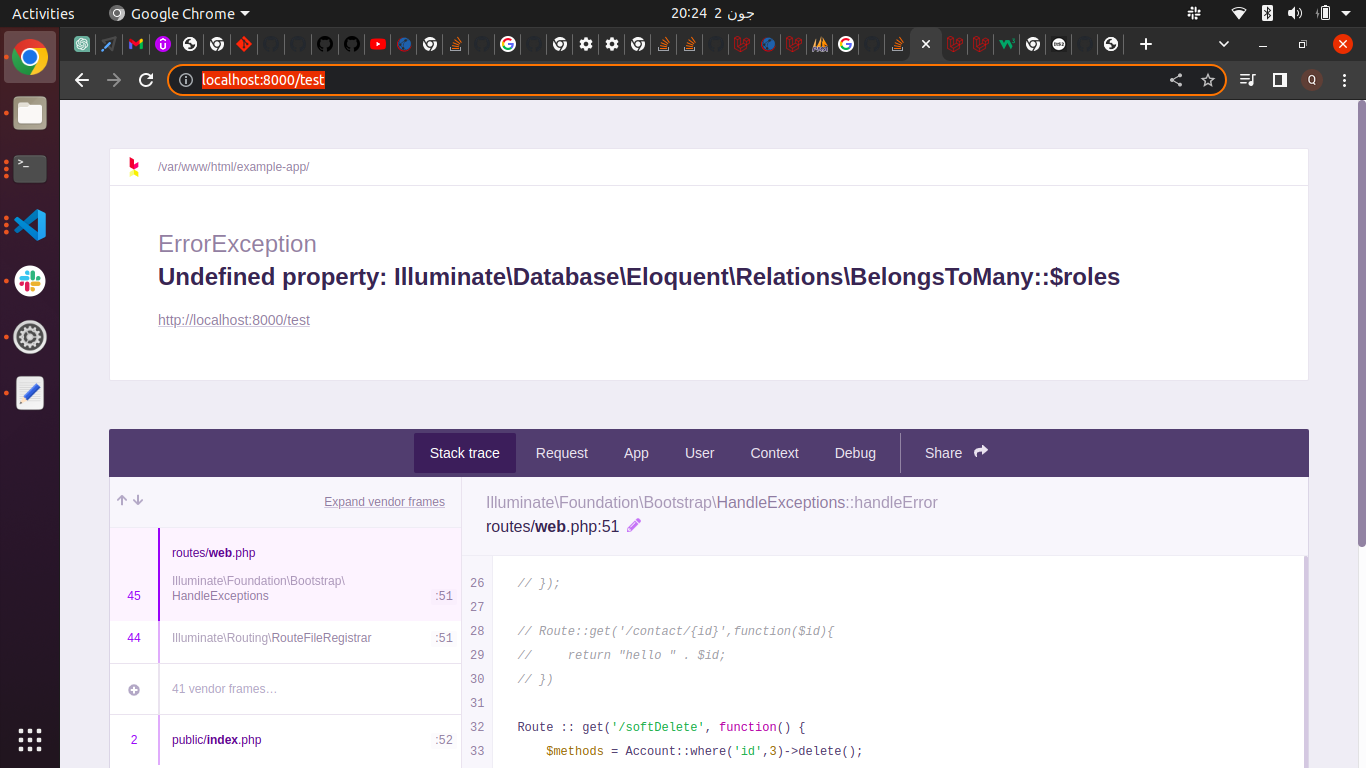 Activities
Google Chrome
20:24 2 جون
localhost:8000/test
Q
/var/www/html/example-app/
ErrorException
Undefined property: Illuminate\Database\Eloquent\Relations\BelongsToMany::$roles
http://localhost:8000/test
Stack trace
Request
App
User
Context
Debug
Share
Expand vendor frames
routes/web.php
Illuminate\Foundation\Bootstrap\
45 HandleExceptions :51
44 Illuminate\Routing\RouteFileRegistrar :51
41 vendor frames…
2 public/index.php :52
Illuminate\Foundation\Bootstrap\HandleExceptions::handleError
routes/web.php:51
26 // });
27
28 // Route::get('/contact/{id}',function($id){
29 //     return "hello " . $id;
30 // })
31
32 Route :: get('/softDelete', function() {
33     $methods = Account::where('id',3)->delete();